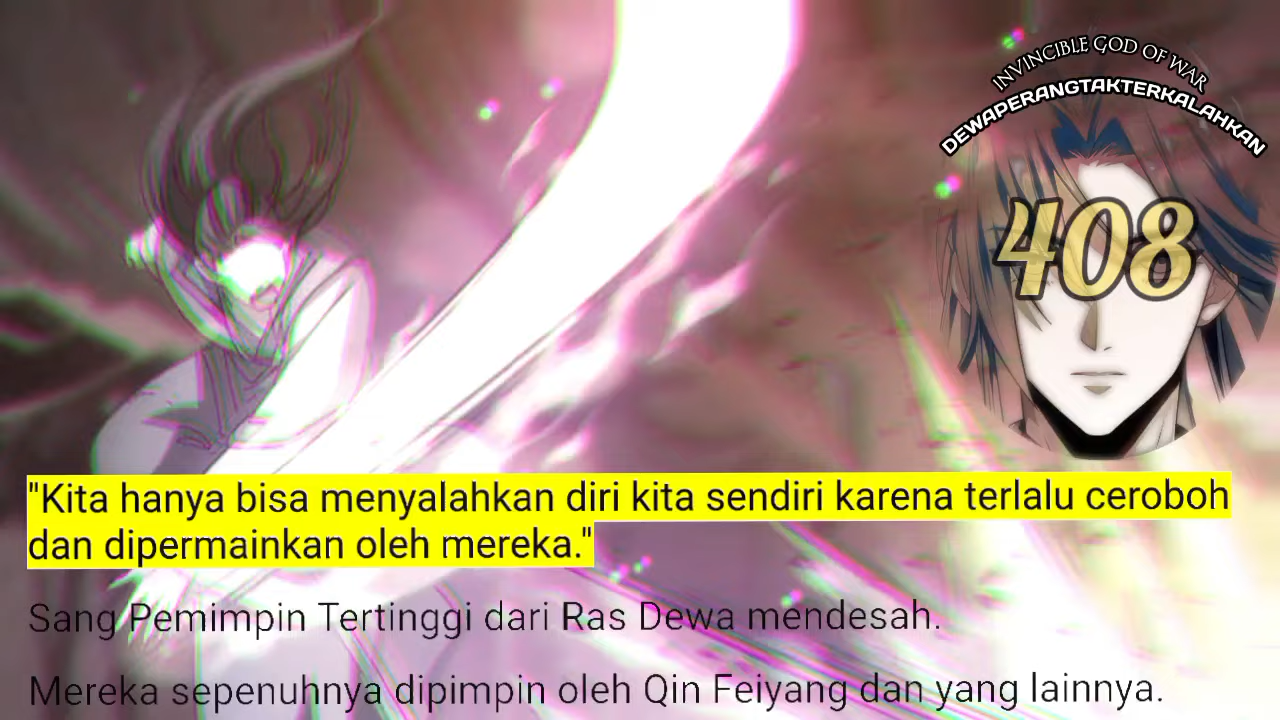 INVINCIBLE GOD OF WAR
DEWAPERANGTAKTERKALAHKAN
408
"Kita hanya bisa menyalahkan diri kita sendiri karena terlalu ceroboh
dan dipermainkan oleh mereka."
Sang Pemimpin Tertinggi dari Ras Dewa mendesah.
Mereka sepenuhnya dipimpin oleh Qin Feiyang dan yang lainnya.